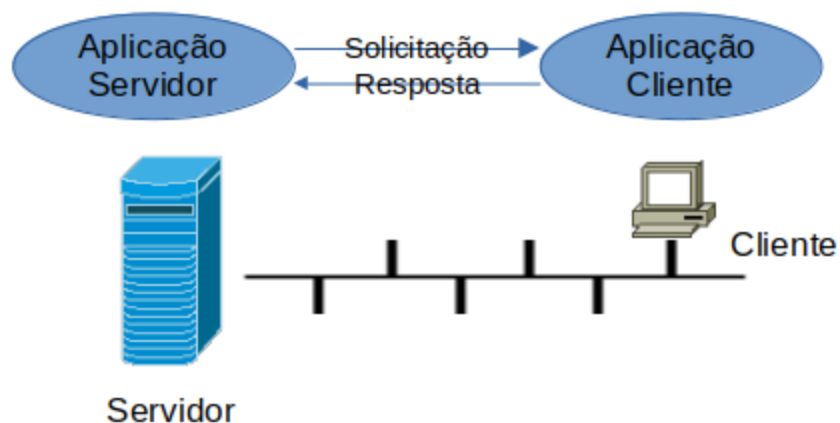 Aplicação
Servidor
Solicitação
Resposta
Aplicação
Cliente
Cliente
Servidor